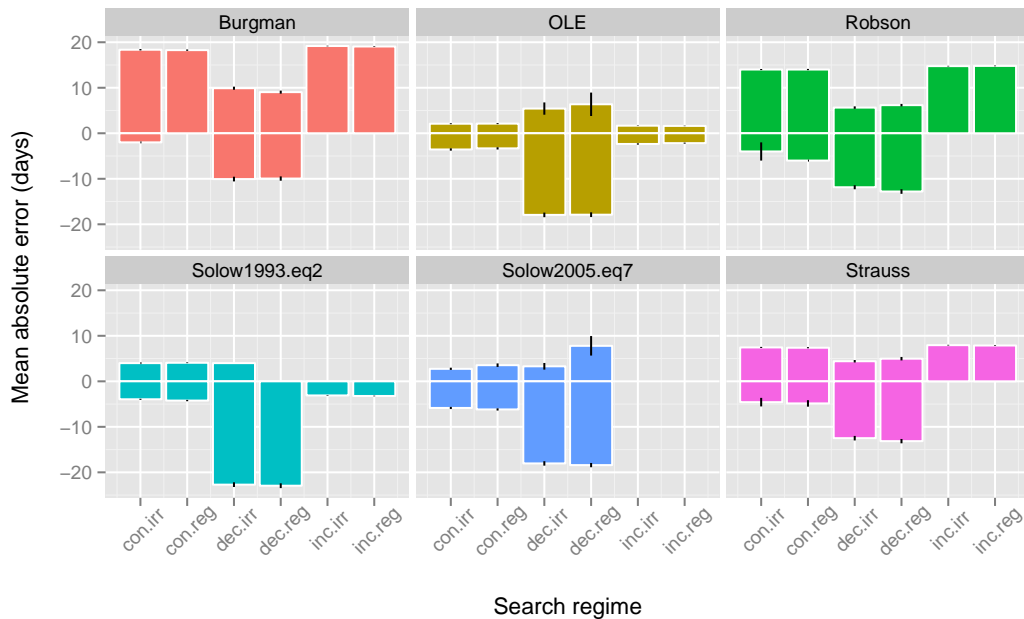 Burgman OLE Robson
20
10
0
−10
−20
Mean absolute error (days)
Solow1993.eq2 Solow2005.eq7 Strauss
20
10
0
−10
−20
con.irr con.reg dec.irr dec.reg inc.irr inc.reg con.irr con.reg dec.irr dec.reg inc.irr inc.reg con.irr con.reg dec.irr dec.reg inc.irr inc.reg
Search regime